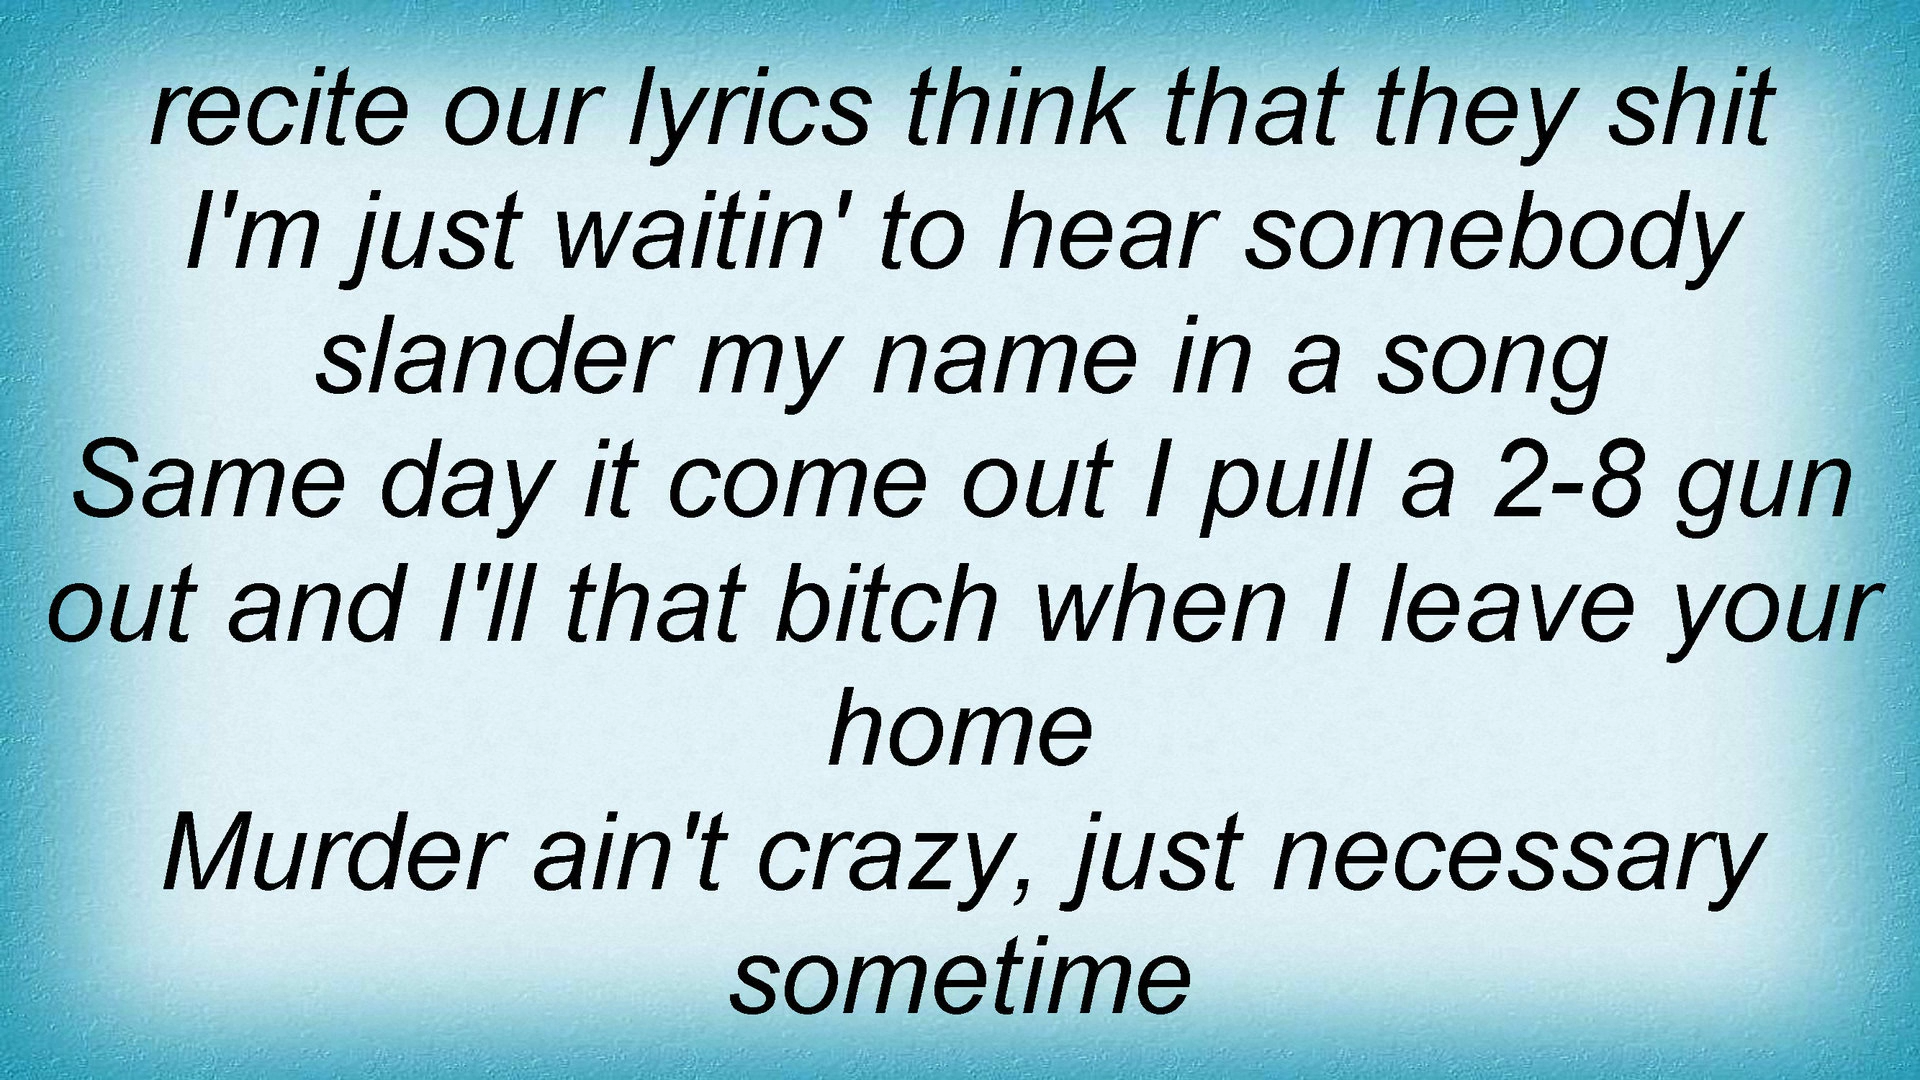 recite our lyrics think that they shit
I'm just waitin' to hear somebody
slander my name in a song
Same day it come out I pull a 2-8 gun
out and I'll that bitch when I leave your
home
Murder ain't crazy, just necessary
sometime